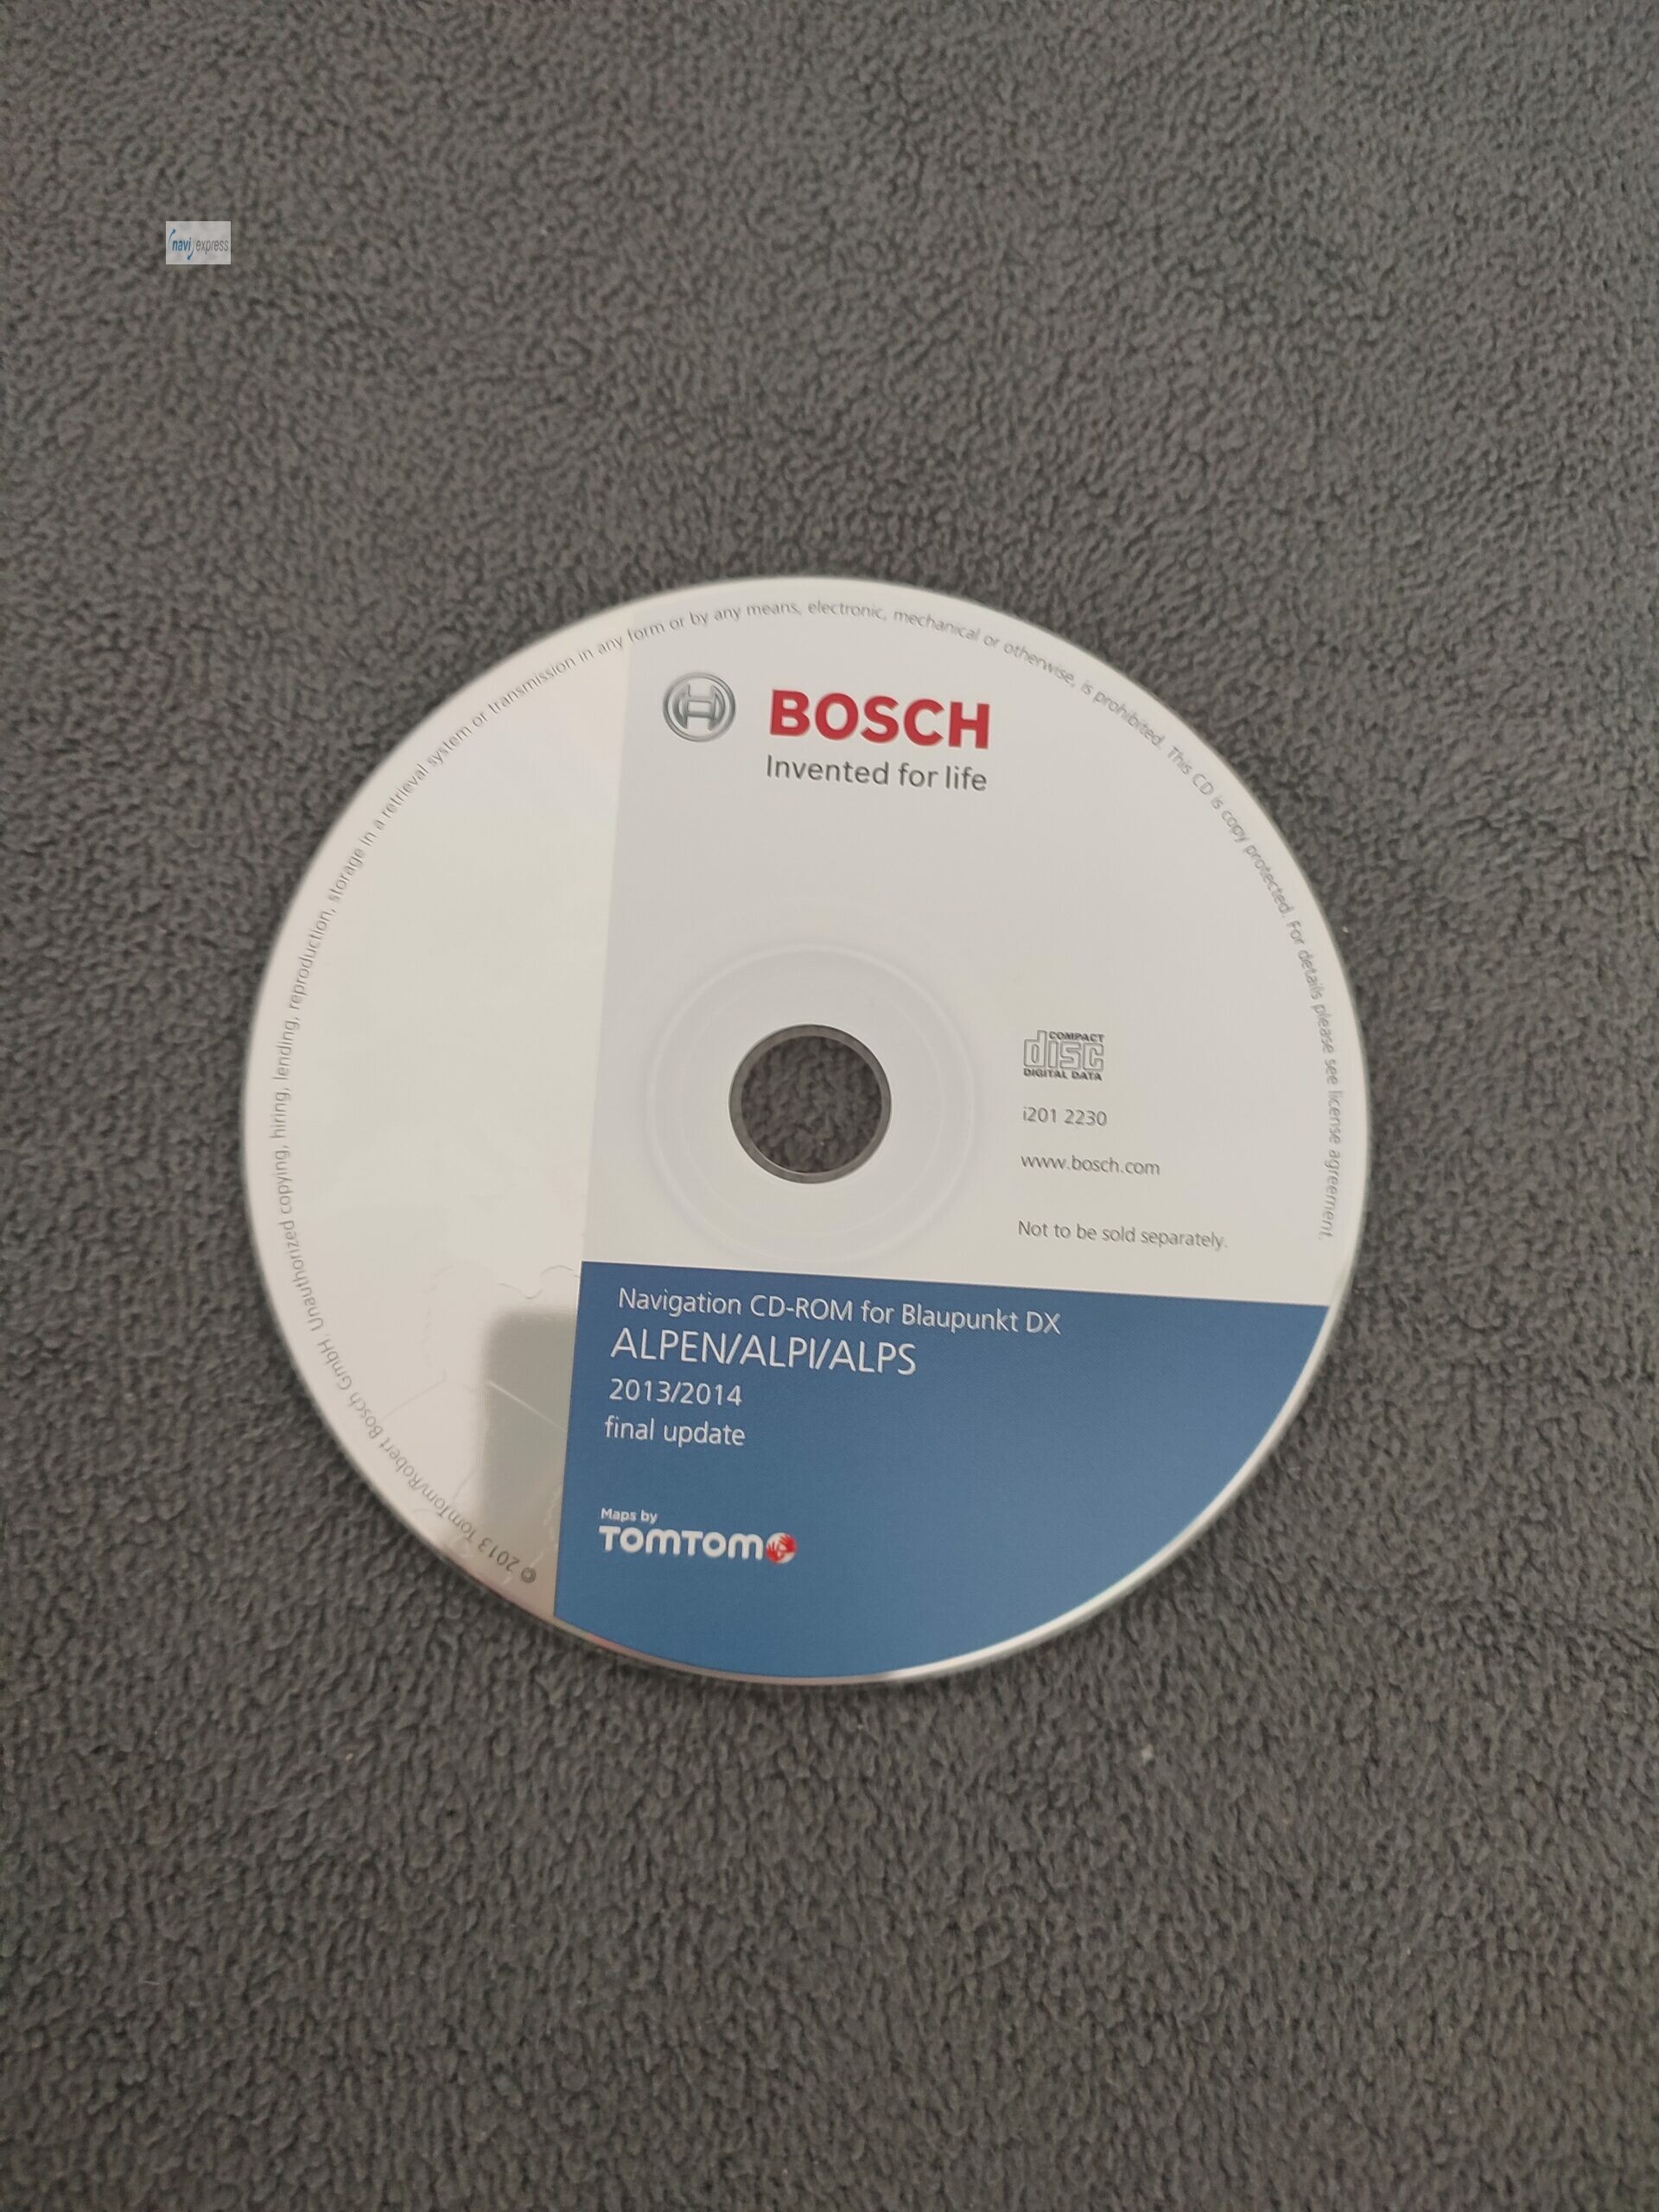 navi express
© 2013 TomTom/Robert Bosch GmbH. Unauthorized copying, hiring, lending, reproduction, storage in a retrieval system or transmission in any form or by any means, electronic, mechanical or otherwise, is prohibited. This CD is copy protected. For details please see license agreement.
BOSCH
Invented for life
COMPACT
disc
DIGITAL DATA
i201 2230
www.bosch.com
Not to be sold separately.
Navigation CD-ROM for Blaupunkt DX
ALPEN/ALPI/ALPS
2013/2014
final update
Maps by
TOMTOM